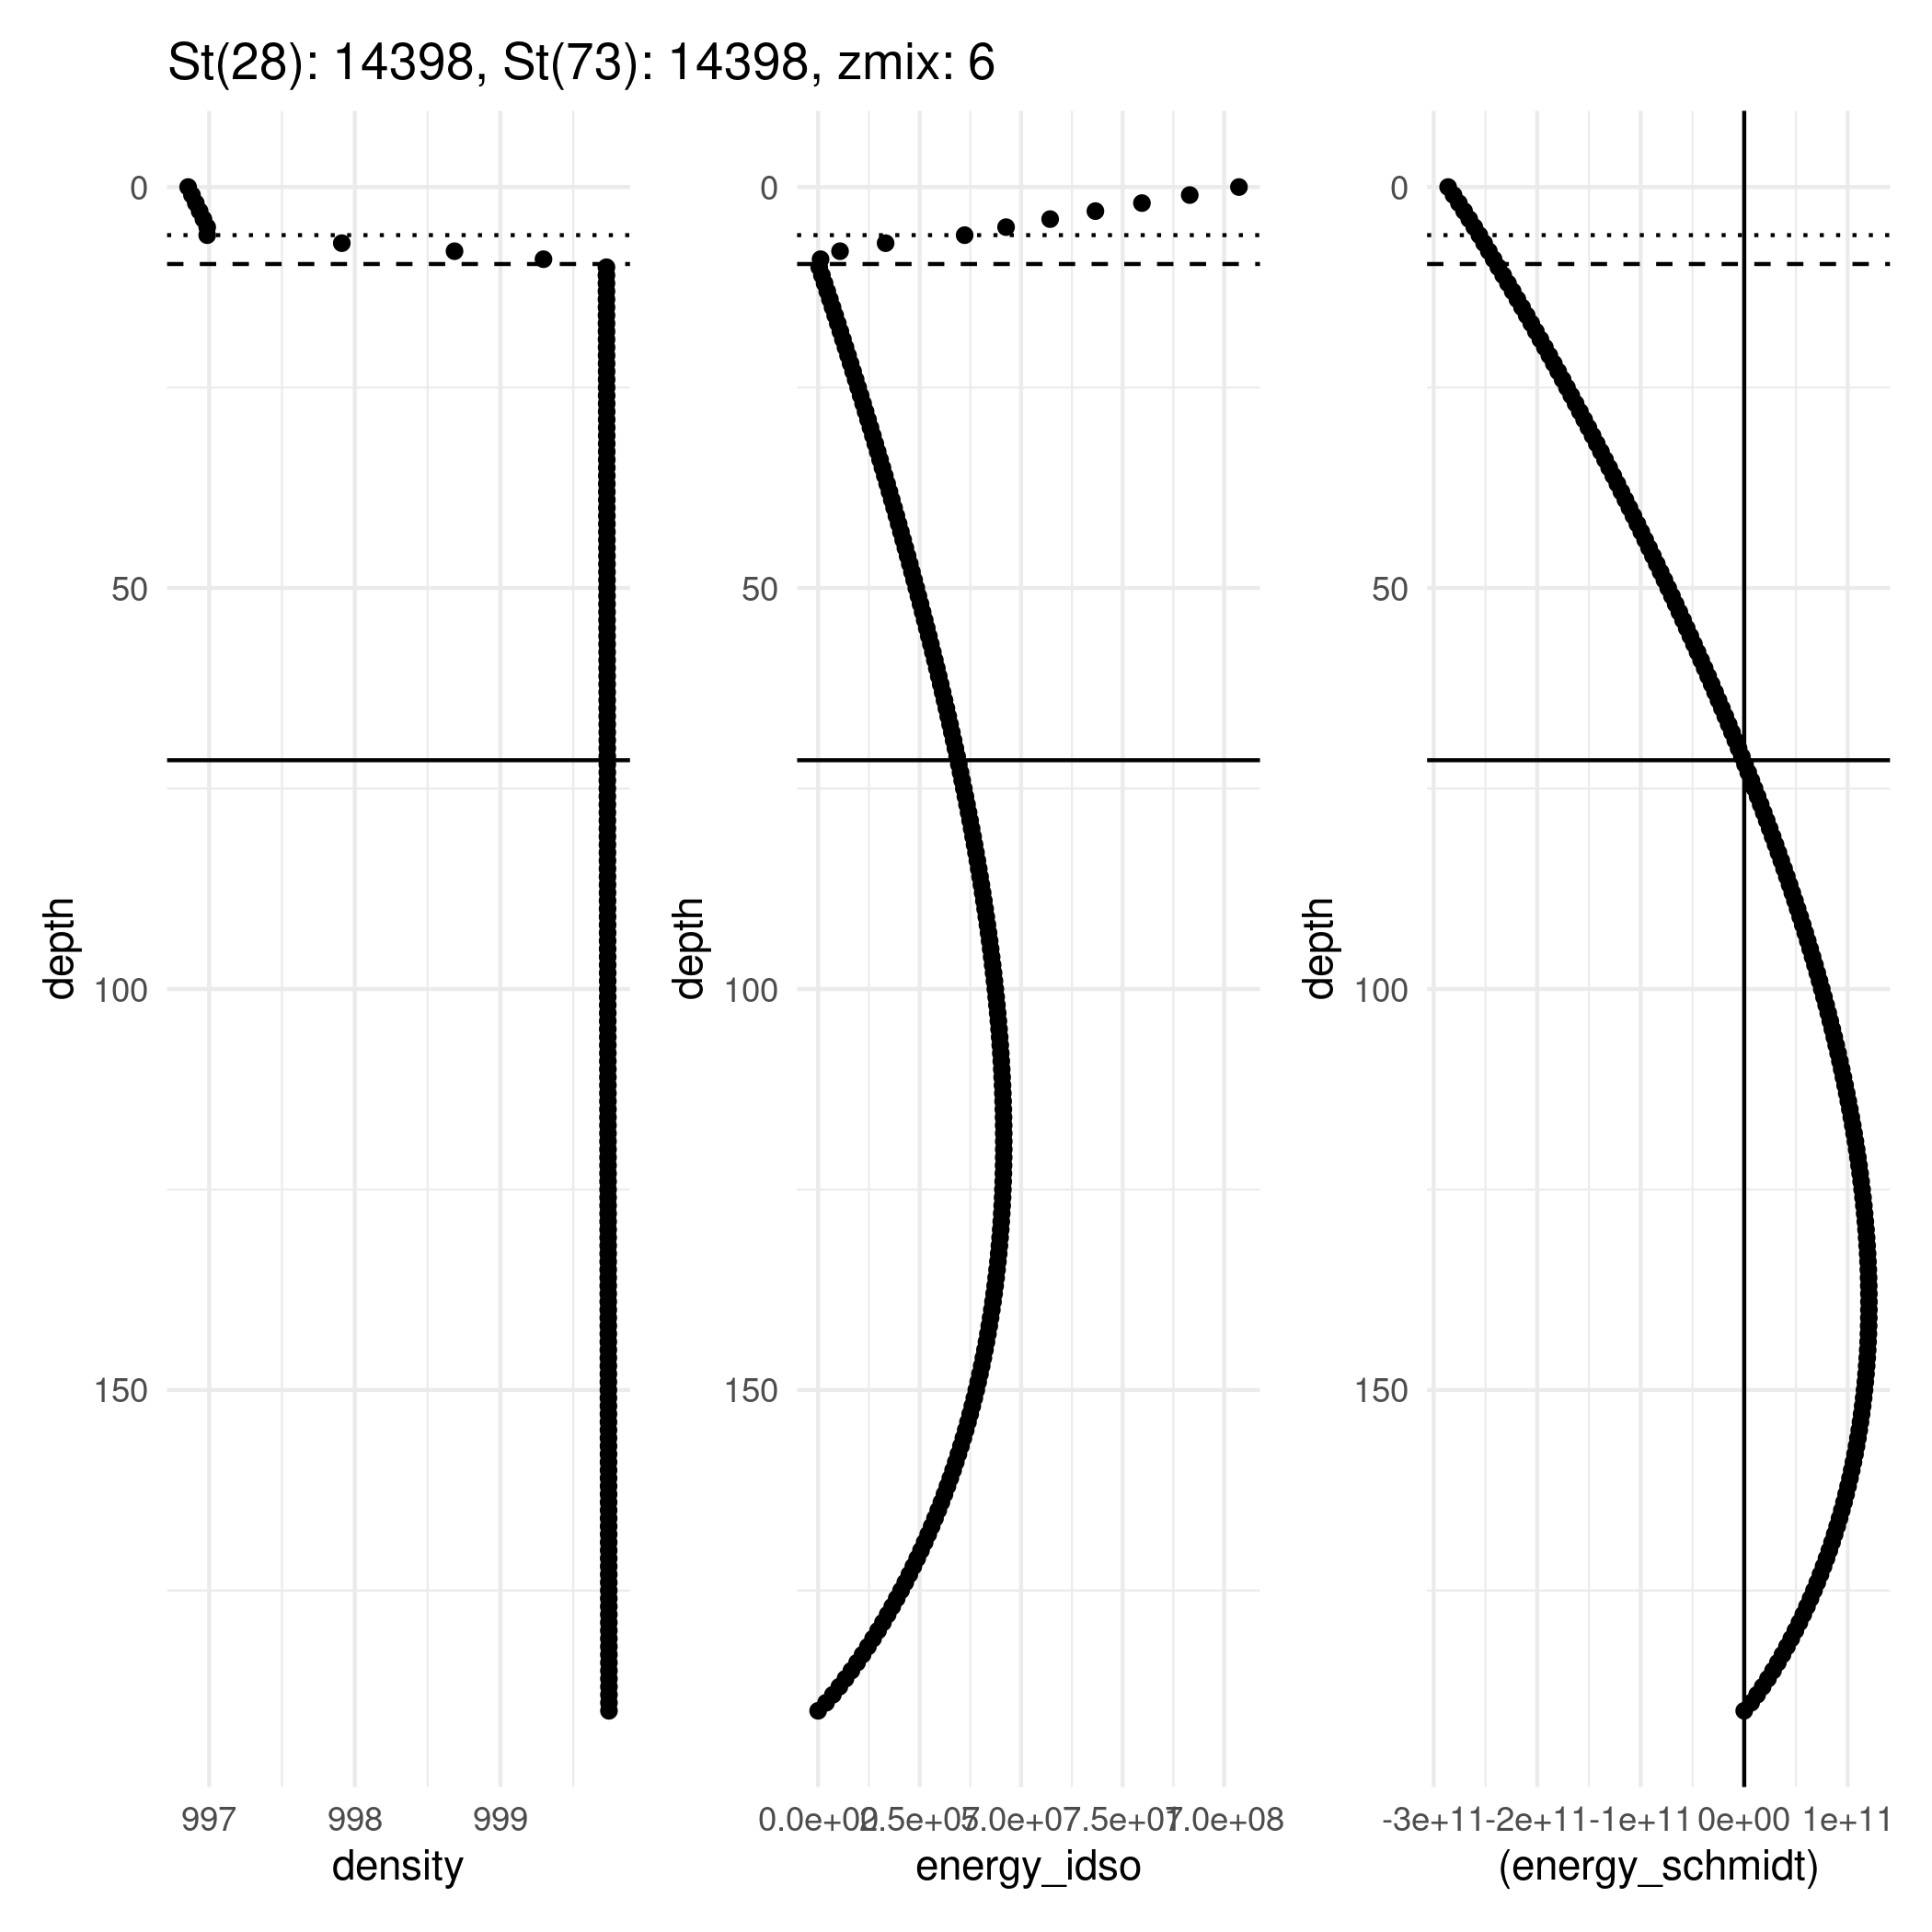 St(28): 14398, St(73): 14398, zmix: 6
0
50
100
150
depth
997 998 999
density
0
50
100
150
depth
0.0e+00 2.5e+07 5.0e+07 7.5e+07 1.0e+08
energy_idso
0
50
100
150
depth
-3e+11 -2e+11 -1e+11 0e+00 1e+11
(energy_schmidt)